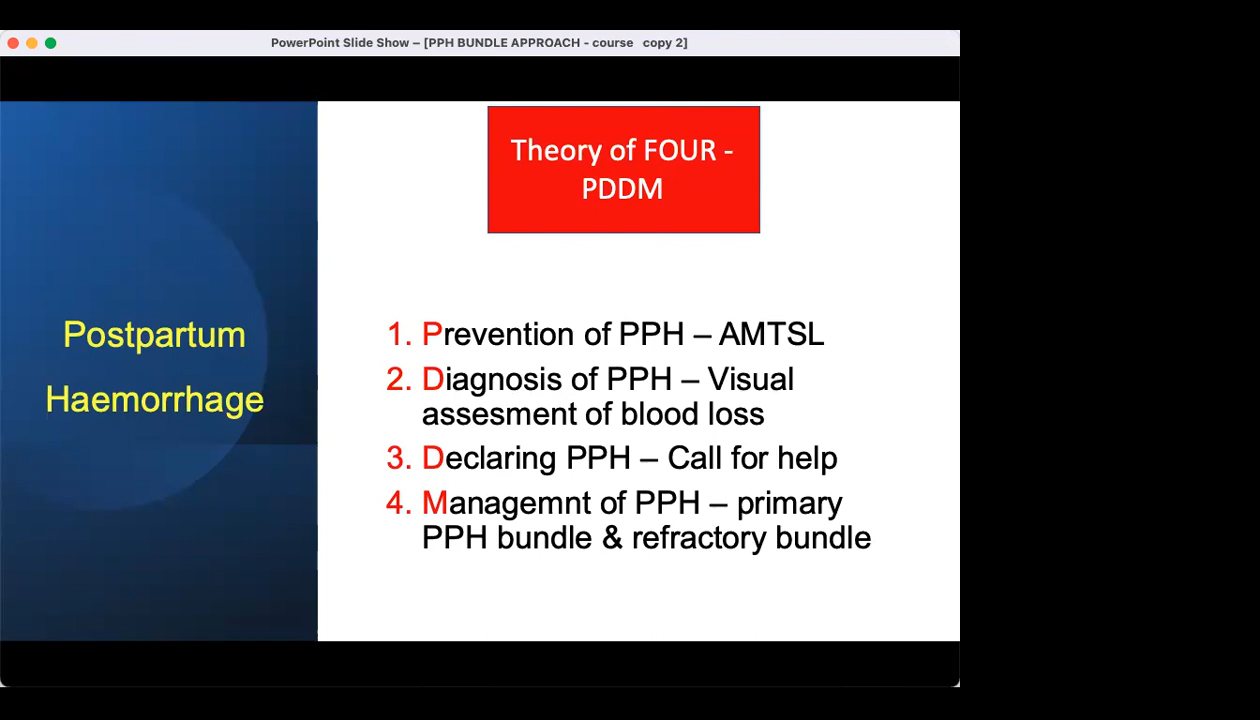 PowerPoint Slide Show – [PPH BUNDLE APPROACH - course copy 2]
Theory of FOUR -
PDDM
Postpartum
Haemorrhage
1. Prevention of PPH – AMTSL
2. Diagnosis of PPH – Visual
assesment of blood loss
3. Declaring PPH – Call for help
4. Managemnt of PPH – primary
PPH bundle & refractory bundle